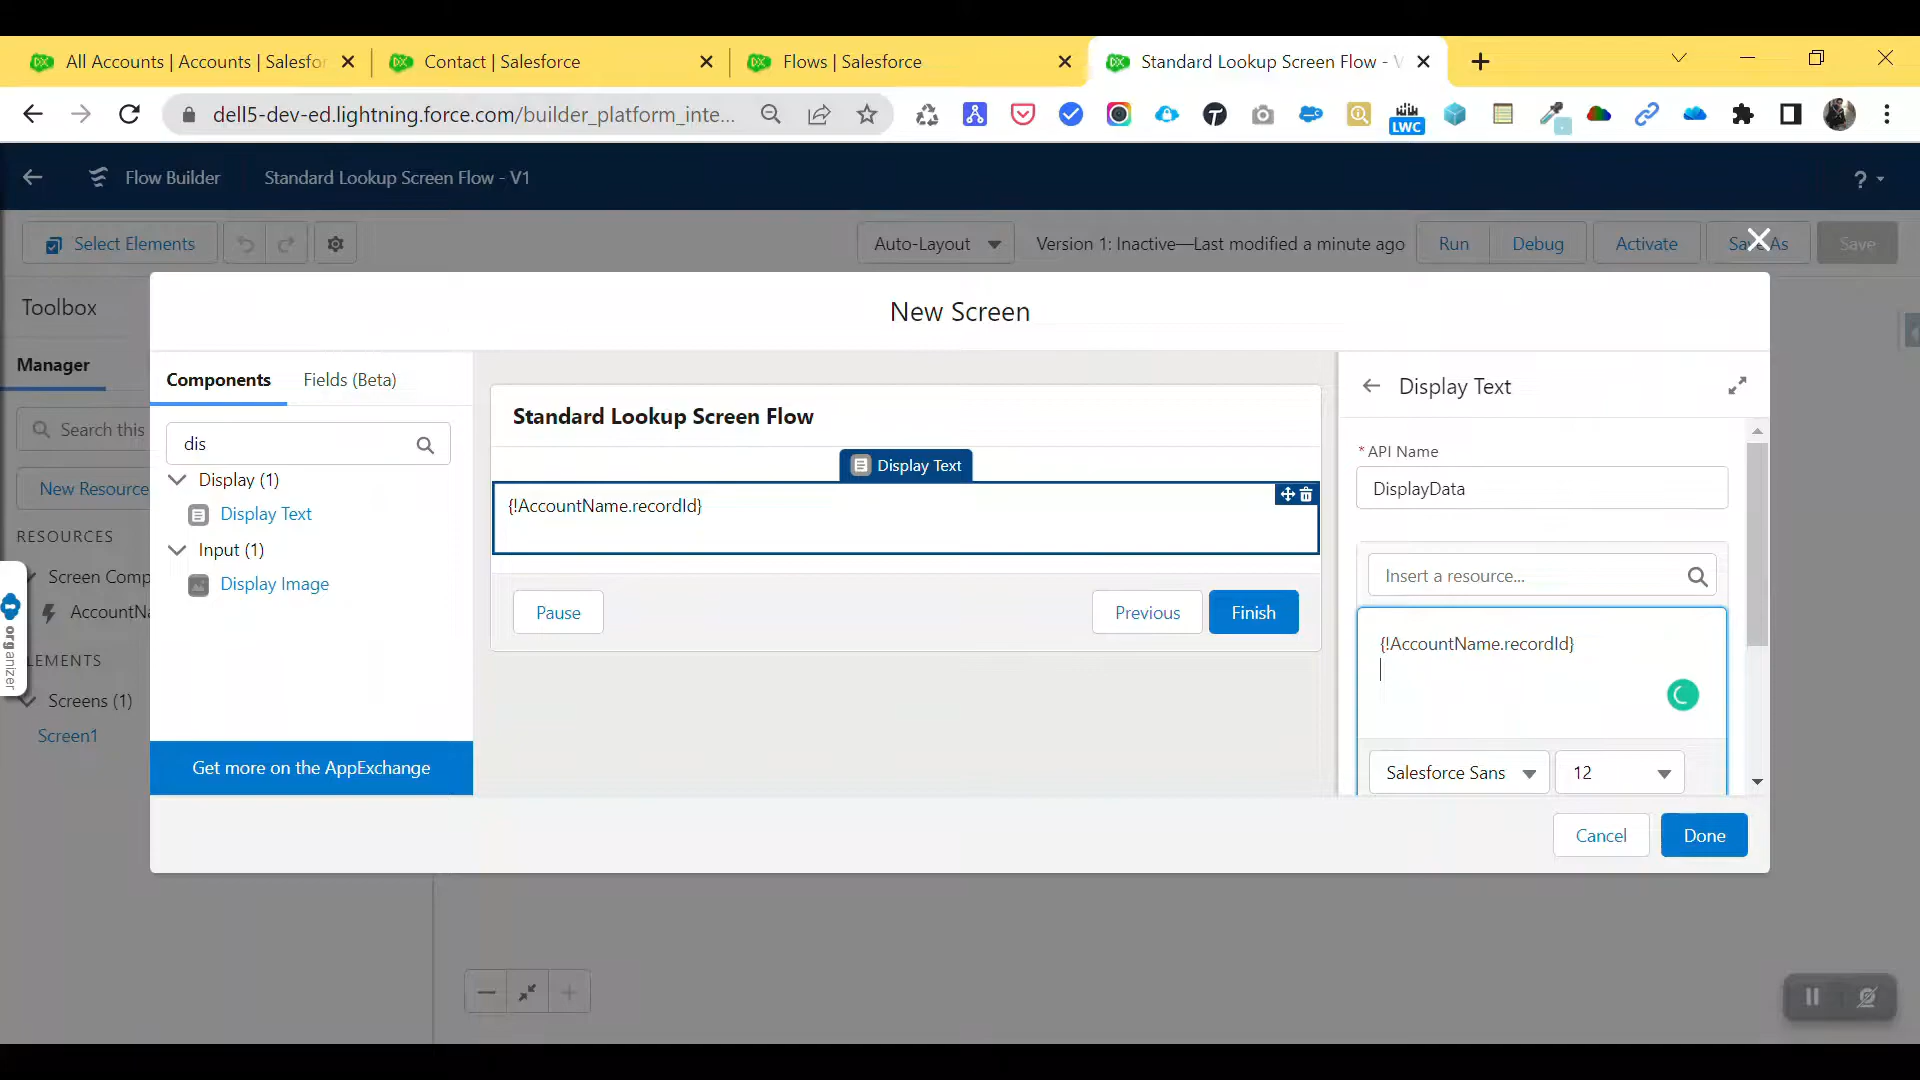 All Accounts | Accounts | Salesfo
Contact | Salesforce
Flows | Salesforce
Standard Lookup Screen Flow - V
dell5-dev-ed.lightning.force.com/builder_platform_inte...
LWC
Flow Builder
Standard Lookup Screen Flow - V1
?
Select Elements
Auto-Layout
Version 1: Inactive—Last modified a minute ago
Run
Debug
Activate
Save As
Save
Toolbox
New Screen
Manager
Components
Fields (Beta)
Display Text
Standard Lookup Screen Flow
Search this
dis
* API Name
Display Text
DisplayData
Display (1)
New Resource
{!AccountName.recordId}
Display Text
RESOURCES
Input (1)
Insert a resource...
Screen Comp
Display Image
AccountNa
Pause
Previous
Finish
{!AccountName.recordId}
organizer
LEMENTS
Screens (1)
Screen1
Get more on the AppExchange
Salesforce Sans
12
Cancel
Done